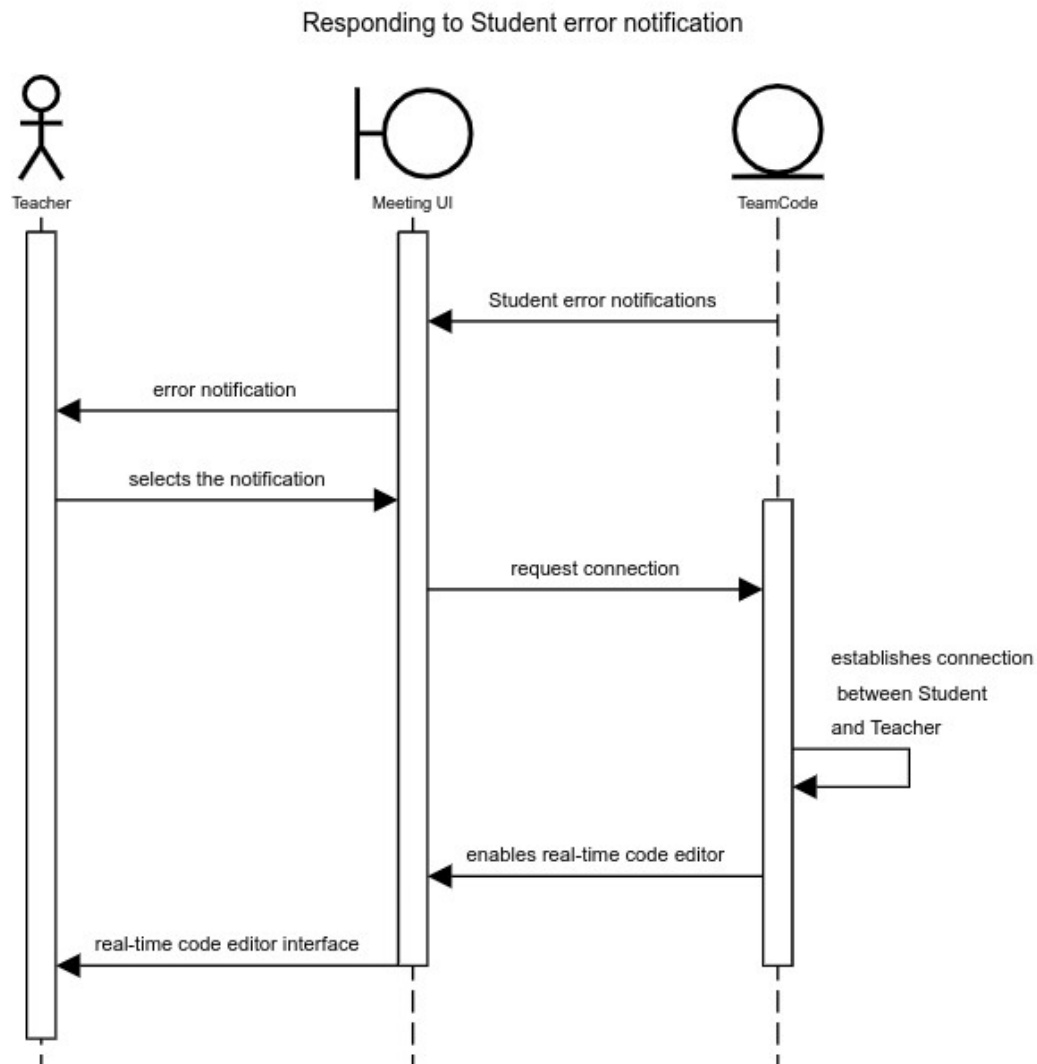 Responding to Student error notification
Teacher
Meeting UI
TeamCode
Student error notifications
error notification
selects the notification
request connection
establishes connection
between Student
and Teacher
enables real-time code editor
real-time code editor interface